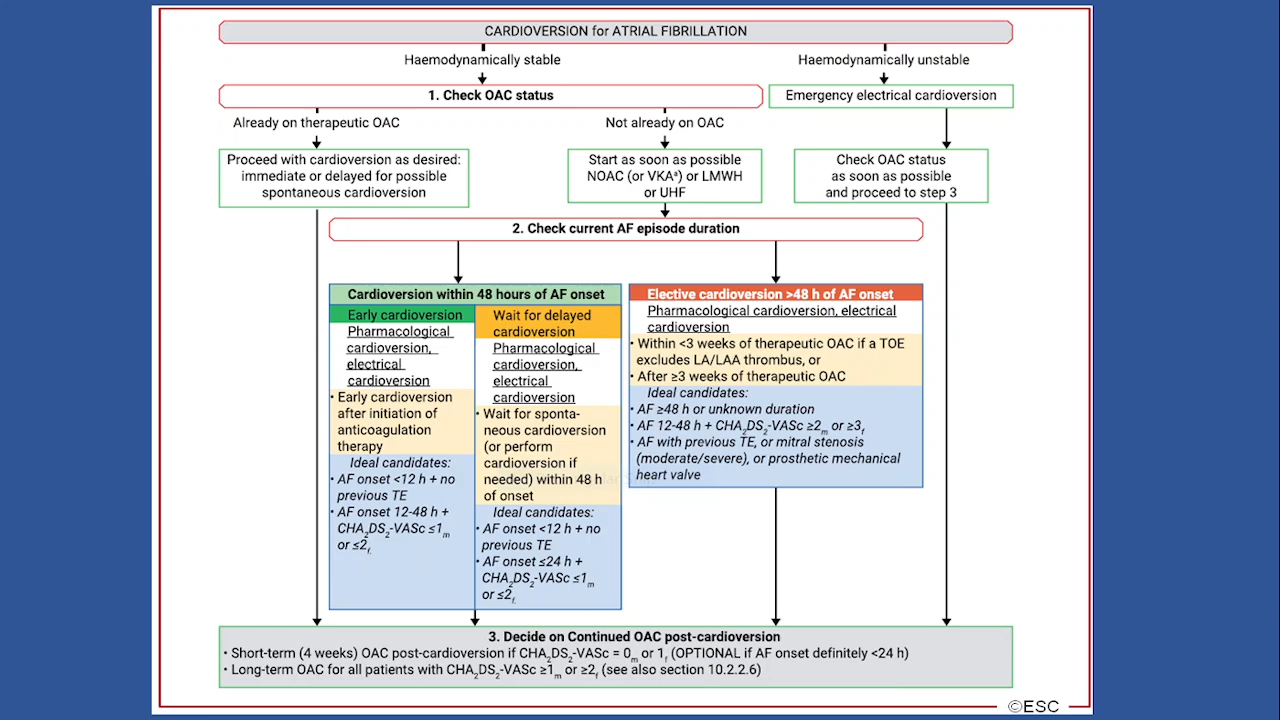 CARDIOVERSION for ATRIAL FIBRILLATION
Haemodynamically stable
Haemodynamically unstable
1. Check OAC status
Emergency electrical cardioversion
Already on therapeutic OAC
Not already on OAC
Proceed with cardioversion as desired:
immediate or delayed for possible
spontaneous cardioversion
Start as soon as possible
NOAC (or VKAª) or LMWH
or UHF
Check OAC status
as soon as possible
and proceed to step 3
2. Check current AF episode duration
Cardioversion within 48 hours of AF onset
Early cardioversion
Pharmacological
cardioversion,
electrical
cardioversion
• Early cardioversion
after initiation of
anticoagulation
therapy
Ideal candidates:
• AF onset <12 h + no
previous TE
• AF onset 12-48 h +
CHA₂DS₂-VASc ≤1m
or ≤2f.
Wait for delayed
cardioversion
Pharmacological
cardioversion,
electrical
cardioversion
• Wait for sponta-
neous cardioversion
(or perform
cardioversion if
needed) within 48 h
of onset
Ideal candidates:
• AF onset <12 h + no
previous TE
• AF onset ≤24 h +
CHA₂DS₂-VASc ≤1m
or ≤2f.
Elective cardioversion >48 h of AF onset
Pharmacological cardioversion, electrical
cardioversion
• Within <3 weeks of therapeutic OAC if a TOE
excludes LA/LAA thrombus, or
• After ≥3 weeks of therapeutic OAC
Ideal candidates:
• AF ≥48 h or unknown duration
• AF 12-48 h + CHA₂DS₂-VASc ≥2m or ≥3f
• AF with previous TE, or mitral stenosis
(moderate/severe), or prosthetic mechanical
heart valve
3. Decide on Continued OAC post-cardioversion
• Short-term (4 weeks) OAC post-cardioversion if CHA₂DS₂-VASc = 0m or 1f (OPTIONAL if AF onset definitely <24 h)
• Long-term OAC for all patients with CHA₂DS₂-VASc ≥1m or ≥2f (see also section 10.2.2.6)
©ESC